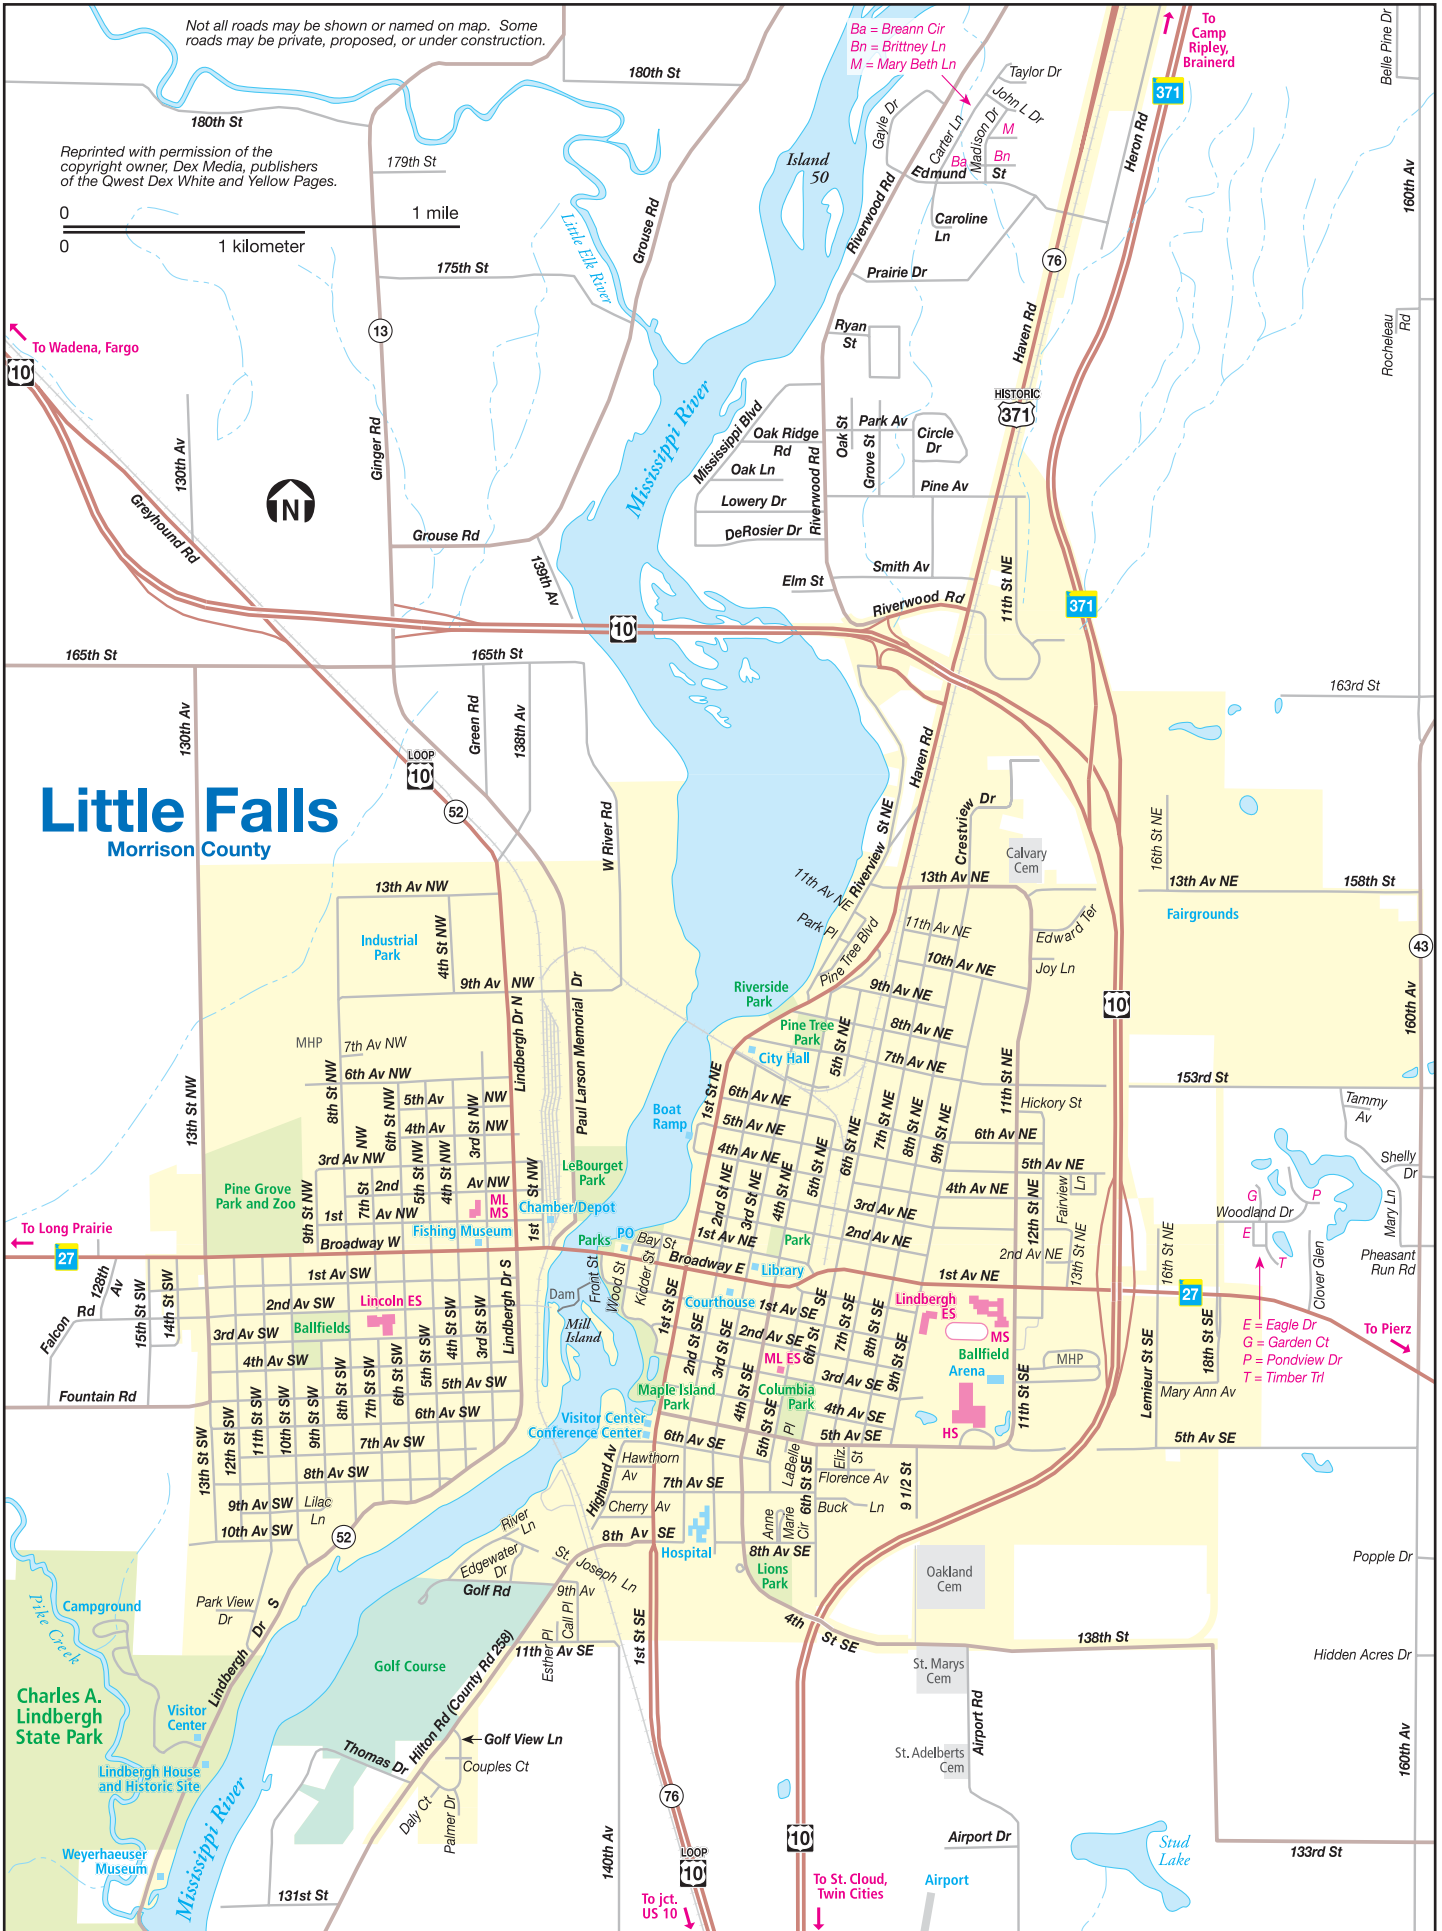 Not all roads may be shown or named on map. Some
roads may be private, proposed, or under construction.
Ba = Breann Cir
Bn = Brittney Ln
M = Mary Beth Ln
To
Camp
Ripley,
Brainerd
371
Belle Pine Dr
180th St
180th St
Reprinted with permission of the
copyright owner, Dex Media, publishers
of the Qwest Dex White and Yellow Pages.
0
1 mile
0
1 kilometer
179th St
13
175th St
Little Elk River
Grouse Rd
Island
50
Gayle Dr
Carter Ln
Taylor Dr
John L Dr
Madison Dr
M
Ba
Bn
Edmund
St
Caroline
Ln
Riverwood Rd
Prairie Dr
Heron Rd
160th Av
76
Haven Rd
Ryan
St
Rocheleau
Rd
To Wadena, Fargo
10
130th Av
Greyhound Rd
N
Ginger Rd
Grouse Rd
139th Av
Mississippi River
Mississippi Blvd
Oak Ridge
Rd
Oak Ln
Lowery Dr
DeRosier Dr
Riverwood Rd
Oak St
Grove St
Park Av
Circle
Dr
Pine Av
HISTORIC
371
Smith Av
Elm St
Riverwood Rd
11th St NE
371
10
165th St
165th St
163rd St
130th Av
Green Rd
138th Av
LOOP
10
52
W River Rd
Little Falls
Morrison County
Haven Rd
Riverview St NE
Crestview Dr
Calvary
Cem
16th St NE
13th Av NE
13th Av NE
158th St
Fairgrounds
43
160th Av
13th Av NW
Industrial
Park
4th St NW
9th Av NW
Lindbergh Dr N
Paul Larson Memorial Dr
11th Av NE
Park Pl
Pine Tree Blvd
11th Av NE
10th Av NE
9th Av NE
8th Av NE
7th Av NE
Edward Ter
Joy Ln
10
Riverside
Park
Pine Tree
Park
City Hall
5th St NE
MHP
7th Av NW
6th Av NW
8th St NW
5th Av NW
6th St NW
4th Av NW
3rd St NW
3rd Av NW
NW
7th St
2nd Av NW
5th St NW
4th St NW
1st Av NW
9th St NW
Broadway W
13th St NW
Pine Grove
Park and Zoo
ML
MS
Fishing Museum
1st St NW
Chamber/Depot
LeBourget
Park
Boat
Ramp
1st St NE
6th Av NE
5th Av NE
4th Av NE
2nd St NE
3rd St NE
4th St NE
5th St NE
6th St NE
7th St NE
8th St NE
9th St NE
11th St NE
153rd St
Hickory St
6th Av NE
5th Av NE
4th Av NE
3rd Av NE
2nd Av NE
1st Av NE
12th St NE
Fairview Ln
2nd Av NE
13th St NE
1st Av NE
Tammy
Av
Shelly
Dr
Mary Ln
Pheasant
Run Rd
G
P
Woodland Dr
E
T
Clover Glen
16th St NE
E = Eagle Dr
G = Garden Ct
P = Pondview Dr
T = Timber Trl
To Pierz
27
To Long Prairie
27
128th
Av
Falcon Rd
15th St SW
14th St SW
Fountain Rd
1st Av SW
2nd Av SW
3rd Av SW
4th Av SW
5th Av SW
6th Av SW
7th Av SW
8th Av SW
9th Av SW
10th Av SW
Lilac
Ln
Lincoln ES
Ballfields
13th St SW
12th St SW
11th St SW
10th St SW
9th St SW
8th St SW
7th St SW
6th St SW
5th St SW
4th St SW
3rd St SW
Lindbergh Dr S
Parks
PO
Bay St
Front St
Wood St
Kidder St
Dam
Mill
Island
Broadway E
Park
Library
Courthouse
1st St SE
2nd St SE
3rd St SE
4th St SE
5th St SE
6th St SE
7th St SE
8th St SE
9th St SE
1st Av SE
2nd Av SE
3rd Av SE
4th Av SE
5th Av SE
ML ES
Columbia
Park
Maple Island
Park
Visitor Center
Conference Center
Lindbergh
ES
MS
Ballfield
Arena
HS
MHP
11th St SE
Lemieur St SE
18th St SE
Mary Ann Av
5th Av SE
6th Av SE
Highland Av
Hawthorn
Av
7th Av SE
Cherry Av
8th Av SE
Hospital
LaBelle Pl
Eliz.
St
Florence Av
6th St SE
Buck Ln
9 1/2 St
Anne
Marie
Cir
8th Av SE
Lions
Park
52
River
Ln
Edgewater
Dr
Golf Rd
St. Joseph Ln
9th Av
Call Pl
Esther Pl
11th Av SE
Oakland
Cem
Popple Dr
4th St SE
138th St
Hidden Acres Dr
St. Marys
Cem
Airport Rd
St. Adelberts
Cem
Park View
Dr
Campground
Pike Creek
Lindbergh Dr S
Charles A.
Lindbergh
State Park
Visitor
Center
Lindbergh House
and Historic Site
Weyerhaeuser
Museum
Mississippi River
Golf Course
Thomas Dr
Hilton Rd (County Rd 258)
Golf View Ln
Couples Ct
Daly Ct
Palmer Dr
131st St
1st St SE
140th Av
76
LOOP
10
To jct.
US 10
10
To St. Cloud,
Twin Cities
Airport Dr
Airport
Stud
Lake
133rd St
160th Av